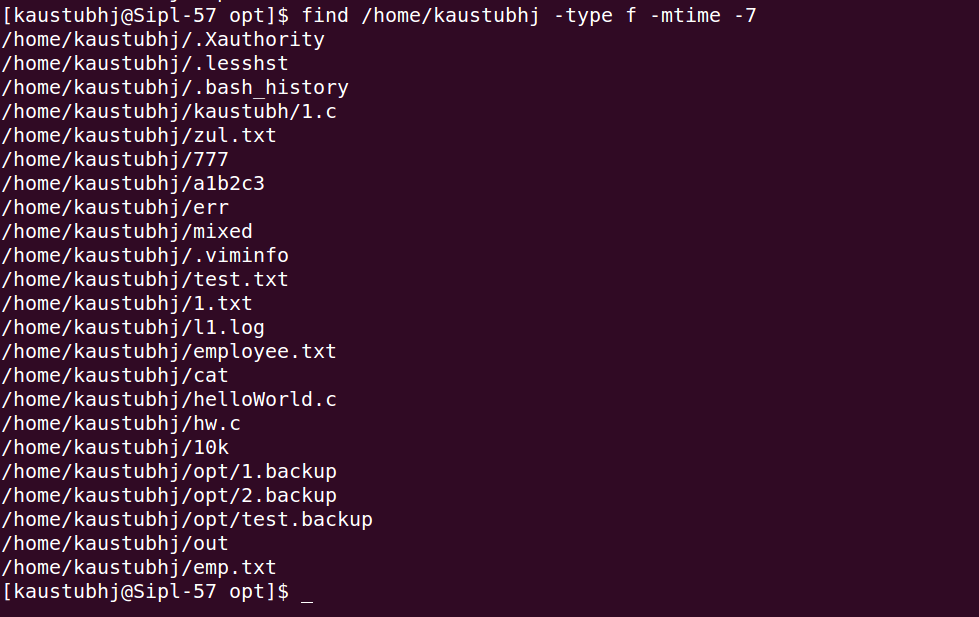 [kaustubhj@Sipl-57 opt]$ find /home/kaustubhj -type f -mtime -7
/home/kaustubhj/.Xauthority
/home/kaustubhj/.lesshst
/home/kaustubhj/.bash_history
/home/kaustubhj/kaustubh/1.c
/home/kaustubhj/zul.txt
/home/kaustubhj/777
/home/kaustubhj/a1b2c3
/home/kaustubhj/err
/home/kaustubhj/mixed
/home/kaustubhj/.viminfo
/home/kaustubhj/test.txt
/home/kaustubhj/1.txt
/home/kaustubhj/l1.log
/home/kaustubhj/employee.txt
/home/kaustubhj/cat
/home/kaustubhj/helloWorld.c
/home/kaustubhj/hw.c
/home/kaustubhj/10k
/home/kaustubhj/opt/1.backup
/home/kaustubhj/opt/2.backup
/home/kaustubhj/opt/test.backup
/home/kaustubhj/out
/home/kaustubhj/emp.txt
[kaustubhj@Sipl-57 opt]$ _